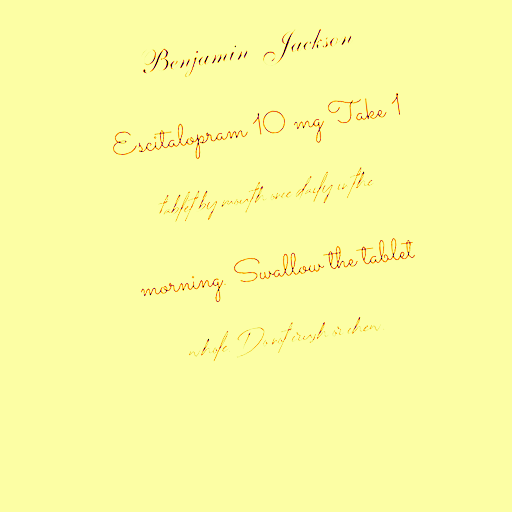 Benjamin Jackson
Escitalopram 10 mg Take 1
tablet by mouth one daily in the
morning. Swallow the tablet
whole. Do not crush or chew